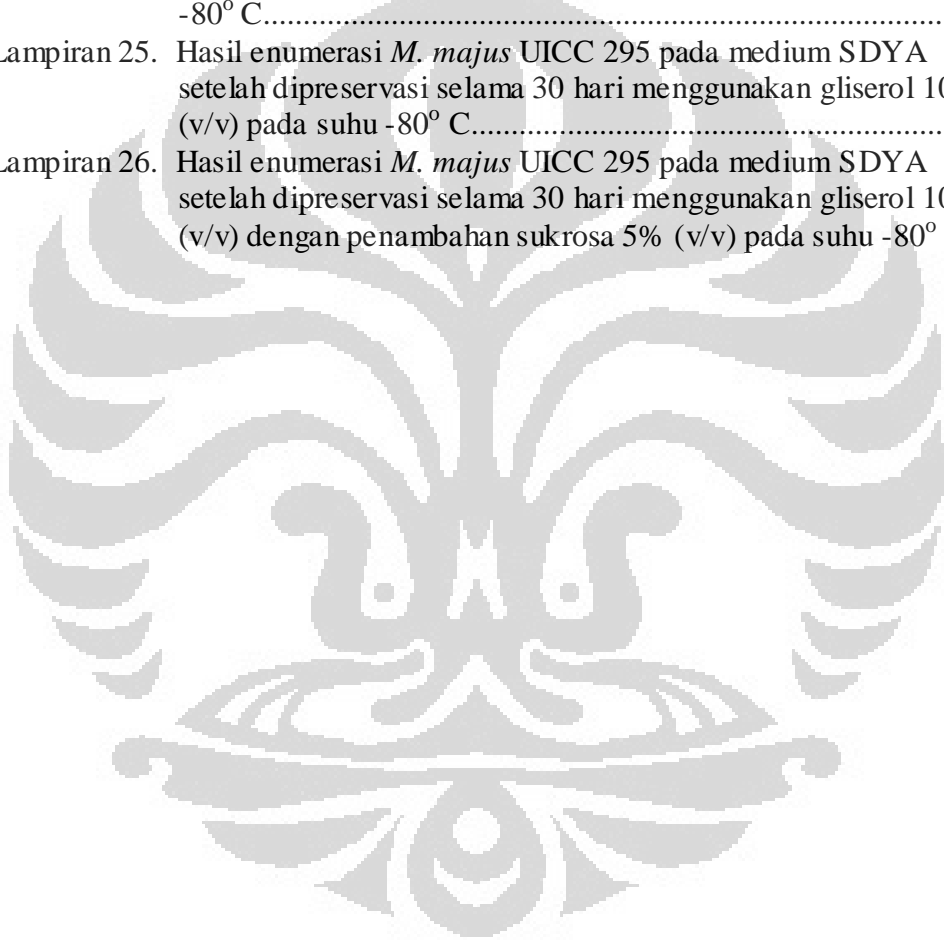 -80° C..........................................................................................
Lampiran 25. Hasil enumerasi M. majus UICC 295 pada medium SDYA
setelah dipreservasi selama 30 hari menggunakan gliserol 10
(v/v) pada suhu -80° C...............................................................
Lampiran 26. Hasil enumerasi M. majus UICC 295 pada medium SDYA
setelah dipreservasi selama 30 hari menggunakan gliserol 10
(v/v) dengan penambahan sukrosa 5% (v/v) pada suhu -80°